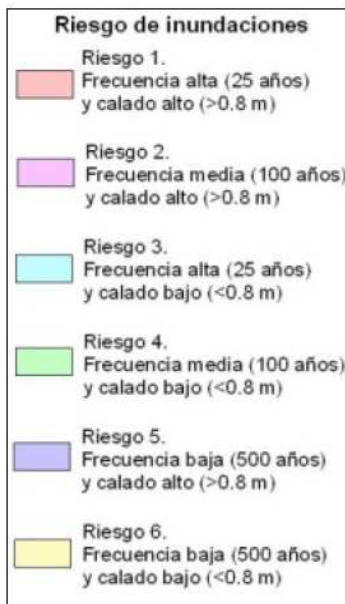 Riesgo de inundaciones
Riesgo 1.
Frecuencia alta (25 años)
y calado alto (>0.8 m)
Riesgo 2.
Frecuencia media (100 años)
y calado alto (>0.8 m)
Riesgo 3.
Frecuencia alta (25 años)
y calado bajo (<0.8 m)
Riesgo 4.
Frecuencia media (100 años)
y calado bajo (<0.8 m)
Riesgo 5.
Frecuencia baja (500 años)
y calado alto (>0.8 m)
Riesgo 6.
Frecuencia baja (500 años)
y calado bajo (<0.8 m)